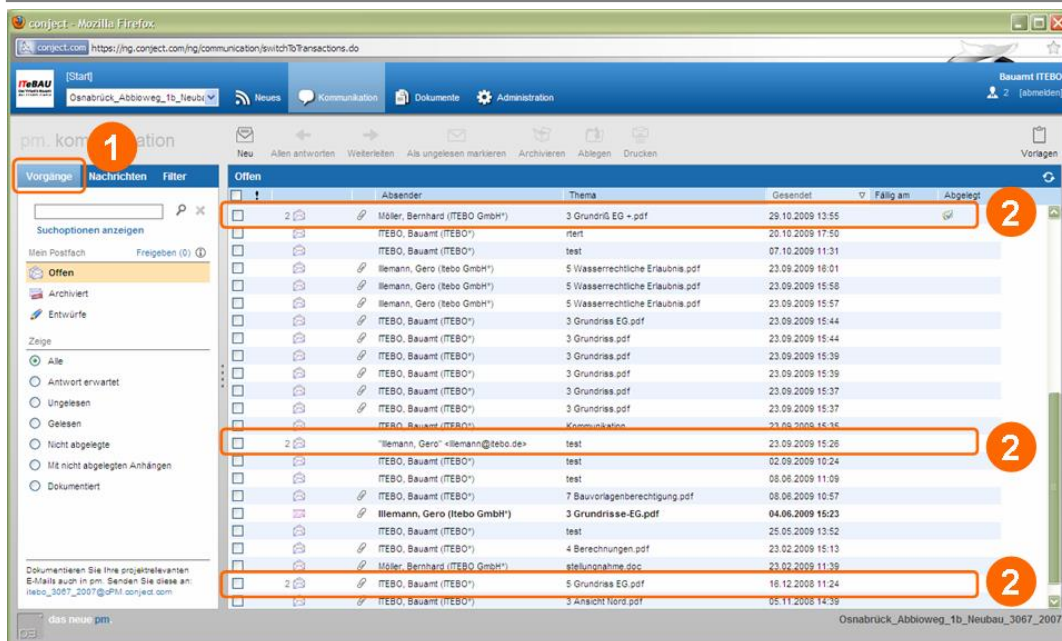 conject - Mozilla Firefox
conject.com https://ng.conject.com/ng/communication/switchToTransactions.do
ITeBAU
[Start]
Osnabrück_Abbioweg_1b_Neuba
Neues
Kommunikation
Dokumente
Administration
Bauamt ITEBO
2 [abmelden]
pm. kom ation
1
Neu
Allen antworten
Weiterleiten
Als ungelesen markieren
Archivieren
Ablegen
Drucken
Vorlagen
Vorgänge Nachrichten Filter
Suchoptionen anzeigen
Mein Postfach Freigeben (0)
Offen
Archiviert
Entwürfe
Zeige
Alle
Antwort erwartet
Ungelesen
Gelesen
Nicht abgelegte
Mit nicht abgelegten Anhängen
Dokumentiert
Dokumentieren Sie Ihre projektrelevanten
E-Mails auch in pm. Senden Sie diese an:
itebo_3067_2007@cPM.conject.com
Offen
! Absender Thema Gesendet Fällig am Abgelegt
2 Möller, Bernhard (ITEBO GmbH*) 3 Grundriß EG +.pdf 29.10.2009 13:55 2
ITEBO, Bauamt (ITEBO*) rtert 20.10.2009 17:50
ITEBO, Bauamt (ITEBO*) test 07.10.2009 11:31
Illemann, Gero (Itebo GmbH*) 5 Wasserrechtliche Erlaubnis.pdf 23.09.2009 16:01
Illemann, Gero (Itebo GmbH*) 5 Wasserrechtliche Erlaubnis.pdf 23.09.2009 15:58
Illemann, Gero (Itebo GmbH*) 5 Wasserrechtliche Erlaubnis.pdf 23.09.2009 15:57
ITEBO, Bauamt (ITEBO*) 3 Grundriss EG.pdf 23.09.2009 15:44
ITEBO, Bauamt (ITEBO*) 3 Grundriss.pdf 23.09.2009 15:44
ITEBO, Bauamt (ITEBO*) 3 Grundriss.pdf 23.09.2009 15:39
ITEBO, Bauamt (ITEBO*) 3 Grundriss.pdf 23.09.2009 15:39
ITEBO, Bauamt (ITEBO*) 3 Grundriss.pdf 23.09.2009 15:37
ITEBO, Bauamt (ITEBO*) 3 Grundriss.pdf 23.09.2009 15:37
ITEBO, Bauamt (ITEBO*) Kommunikation 23.09.2009 15:35
2 "Illemann, Gero" <illemann@itebo.de> test 23.09.2009 15:26 2
ITEBO, Bauamt (ITEBO*) test 02.09.2009 10:24
ITEBO, Bauamt (ITEBO*) test 08.06.2009 11:09
ITEBO, Bauamt (ITEBO*) 7 Bauvorlagenberechtigung.pdf 08.06.2009 10:57
Illemann, Gero (Itebo GmbH*) 3 Grundrisse-EG.pdf 04.06.2009 15:23
ITEBO, Bauamt (ITEBO*) test 25.05.2009 13:52
ITEBO, Bauamt (ITEBO*) 4 Berechnungen.pdf 23.02.2009 15:13
Möller, Bernhard (ITEBO GmbH*) stellungnahme.doc 23.02.2009 11:39
2 ITEBO, Bauamt (ITEBO*) 5 Grundriss EG.pdf 16.12.2008 11:24 2
ITEBO, Bauamt (ITEBO*) 3 Ansicht Nord.pdf 05.11.2008 14:39
das neue pm.
Osnabrück_Abbioweg_1b_Neubau_3067_2007